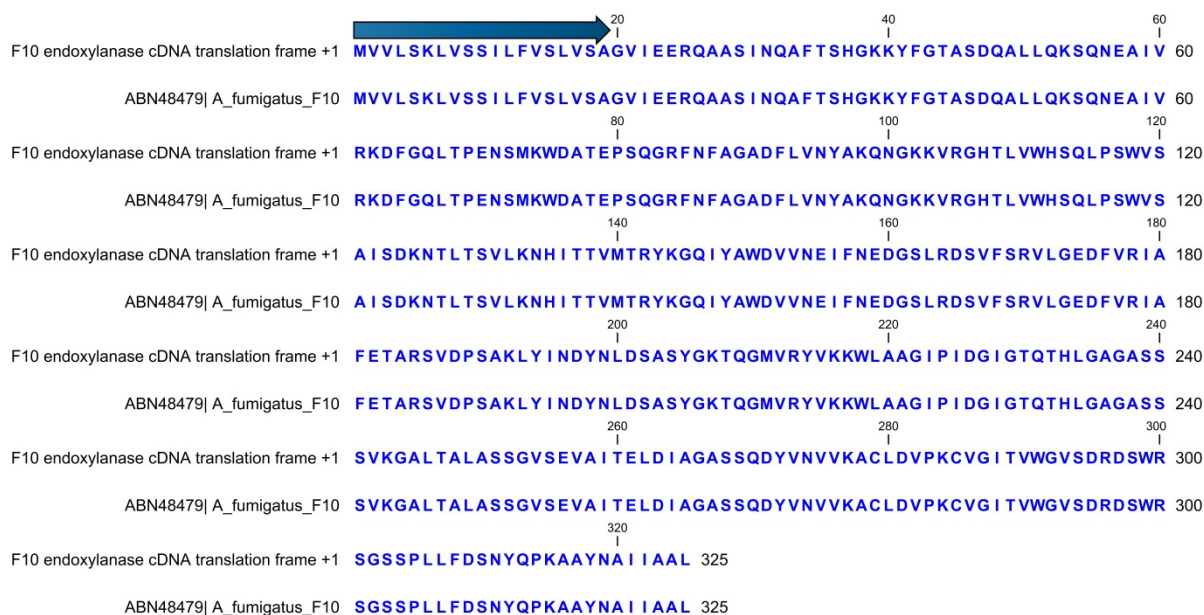 20 40 60
F10 endoxylanase cDNA translation frame +1 MVVLSKLVSSILFVSLVSAGVIEERQAASINQAFTSHGKKYFGTASDQALLQKSQNEAIV 60
ABN48479| A_fumigatus_F10 MVVLSKLVSSILFVSLVSAGVIEERQAASINQAFTSHGKKYFGTASDQALLQKSQNEAIV 60
80 100 120
F10 endoxylanase cDNA translation frame +1 RKDFGQLTPENSMKWDATEPSQGRFNFAGADFLVNYAKQNGKKVRGHTLVWHSQLPSWVS 120
ABN48479| A_fumigatus_F10 RKDFGQLTPENSMKWDATEPSQGRFNFAGADFLVNYAKQNGKKVRGHTLVWHSQLPSWVS 120
140 160 180
F10 endoxylanase cDNA translation frame +1 AISDKNTLTSVLKNHITTVMTRYKGQIYAWDVVNEIFNEDGSLRDSVFSRVLGEDFVRIA 180
ABN48479| A_fumigatus_F10 AISDKNTLTSVLKNHITTVMTRYKGQIYAWDVVNEIFNEDGSLRDSVFSRVLGEDFVRIA 180
200 220 240
F10 endoxylanase cDNA translation frame +1 FETARSVDPSAKLYINDYNLDSASYGKTQGMVRYVKKWLAAGIPIDGIGTQTHLGAGASS 240
ABN48479| A_fumigatus_F10 FETARSVDPSAKLYINDYNLDSASYGKTQGMVRYVKKWLAAGIPIDGIGTQTHLGAGASS 240
260 280 300
F10 endoxylanase cDNA translation frame +1 SVKGALTALASSGVSEVAITELDIAGASSQDYVNVVKACLDVPKCVGITVWGVSDRDSWR 300
ABN48479| A_fumigatus_F10 SVKGALTALASSGVSEVAITELDIAGASSQDYVNVVKACLDVPKCVGITVWGVSDRDSWR 300
320
F10 endoxylanase cDNA translation frame +1 SGSSPLLFDSNYQPKAAYNAIIAAL 325
ABN48479| A_fumigatus_F10 SGSSPLLFDSNYQPKAAYNAIIAAL 325